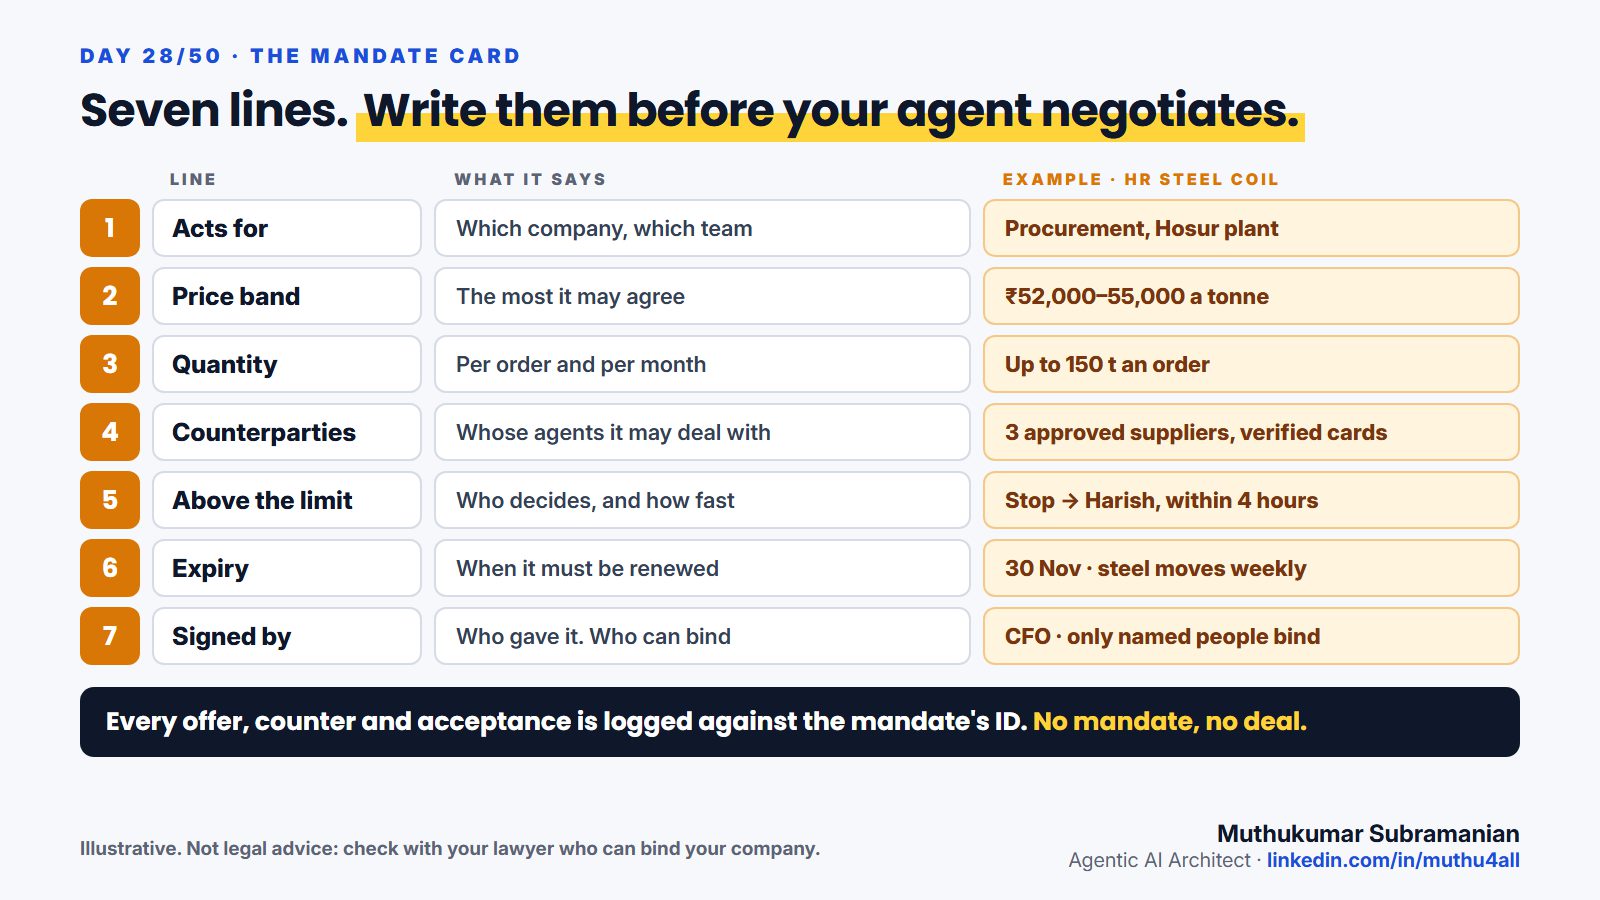 DAY 28/50 · THE MANDATE CARD
Seven lines. Write them before your agent negotiates.
LINE WHAT IT SAYS EXAMPLE · HR STEEL COIL
1 Acts for Which company, which team Procurement, Hosur plant
2 Price band The most it may agree ₹52,000–55,000 a tonne
3 Quantity Per order and per month Up to 150 t an order
4 Counterparties Whose agents it may deal with 3 approved suppliers, verified cards
5 Above the limit Who decides, and how fast Stop → Harish, within 4 hours
6 Expiry When it must be renewed 30 Nov · steel moves weekly
7 Signed by Who gave it. Who can bind CFO · only named people bind
Every offer, counter and acceptance is logged against the mandate's ID. No mandate, no deal.
Illustrative. Not legal advice: check with your lawyer who can bind your company.
Muthukumar Subramanian
Agentic AI Architect · linkedin.com/in/muthu4all